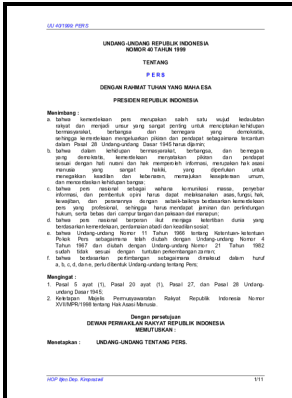 UU 40/1999 PERS
UNDANG-UNDANG REPUBLIK INDONESIA
NOMOR 40 TAHUN 1999
TENTANG
P E R S
DENGAN RAHMAT TUHAN YANG MAHA ESA
PRESIDEN REPUBLIK INDONESIA
Menimbang :
a. bahwa kemerdekaan pers merupakan salah satu wujud kedaulatan
rakyat dan menjadi unsur yang sangat penting untuk menciptakan kehidupan
bermasyarakat, berbangsa dan bernegara yang demokratis,
sehingga kemerdekaan mengeluarkan pikiran dan pendapat sebagaimana tercantum
dalam Pasal 28 Undang-Undang Dasar 1945 harus dijamin;
b. bahwa dalam kehidupan bermasyarakat, berbangsa, dan bernegara
yang demokratis, kemerdekaan menyatakan pikiran dan pendapat
sesuai dengan hati nurani dan hak memperoleh informasi, merupakan hak asasi
manusia yang sangat hakiki, yang diperlukan untuk
menegakkan keadilan dan kebenaran, memajukan kesejahteraan umum,
dan mencerdaskan kehidupan bangsa;
c. bahwa pers nasional sebagai wahana komunikasi massa, penyebar
informasi, dan pembentuk opini harus dapat melaksanakan asas, fungsi, hak,
kewajiban, dan peranannya dengan sebaik-baiknya berdasarkan kemerdekaan
pers yang profesional, sehingga harus mendapat jaminan dan perlindungan
hukum, serta bebas dari campur tangan dan paksaan dari manapun;
d. bahwa pers nasional berperan ikut menjaga ketertiban dunia yang
berdasarkan kemerdekaan, perdamaian abadi dan keadilan sosial;
e. bahwa Undang-undang Nomor 11 Tahun 1966 tentang Ketentuan-ketentuan
Pokok Pers sebagaimana telah diubah dengan Undang-undang Nomor 4
Tahun 1967 dan diubah dengan Undang-undang Nomor 21 Tahun 1982
sudah tidak sesuai dengan tuntutan perkembangan zaman;
f. bahwa berdasarkan pertimbangan sebagaimana dimaksud dalam huruf
a, b, c, d, dan e, perlu dibentuk Undang-undang tentang Pers;
Mengingat :
1. Pasal 5 ayat (1), Pasal 20 ayat (1), Pasal 27, dan Pasal 28 Undang-
undang Dasar 1945;
2. Ketetapan Majelis Permusyawaratan Rakyat Republik Indonesia Nomor
XVII/MPR/1998 tentang Hak Asasi Manusia.
Dengan persetujuan
DEWAN PERWAKILAN RAKYAT REPUBLIK INDONESIA
MEMUTUSKAN :
Menetapkan : UNDANG-UNDANG TENTANG PERS.
1/11